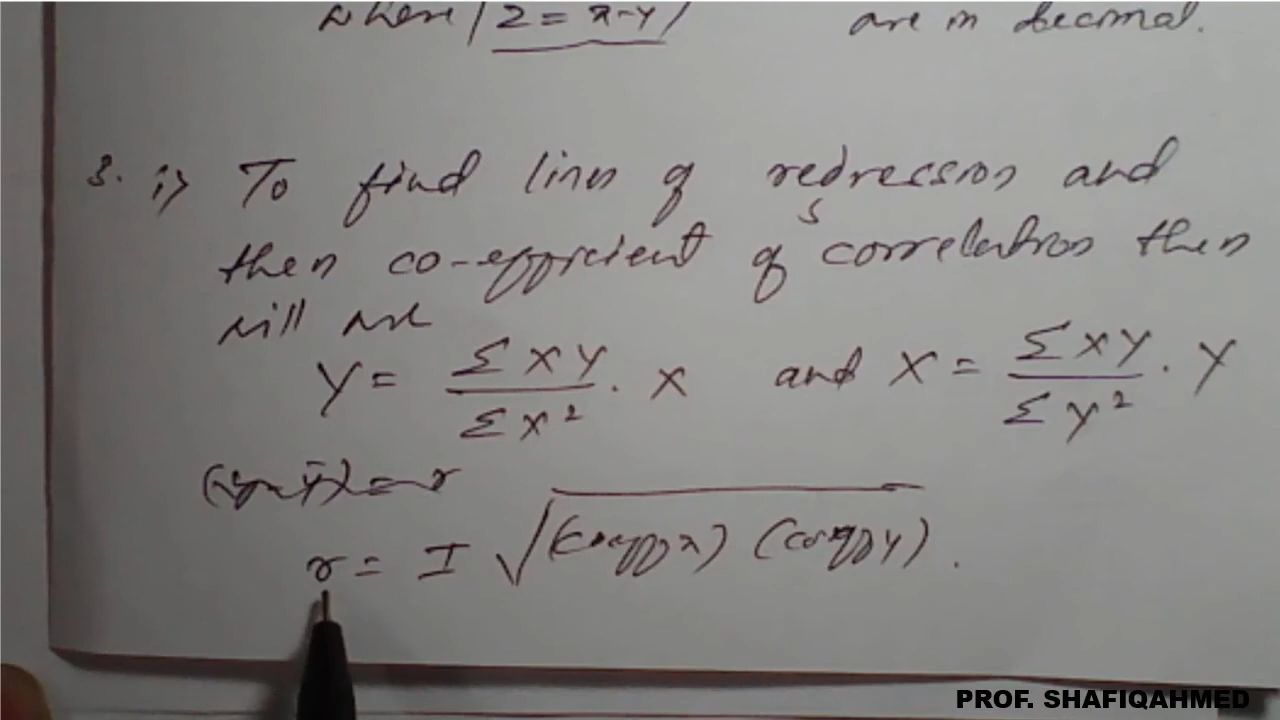 where | z = x-y |   are in decimal.
3. i) To find lines of regression and
then co-efficient of correlation then
will use
Y = ΣXY / ΣX² . X   and   X = ΣXY / ΣY² . Y
r = ± √(coeff x) (coeff y) .
PROF. SHAFIQAHMED